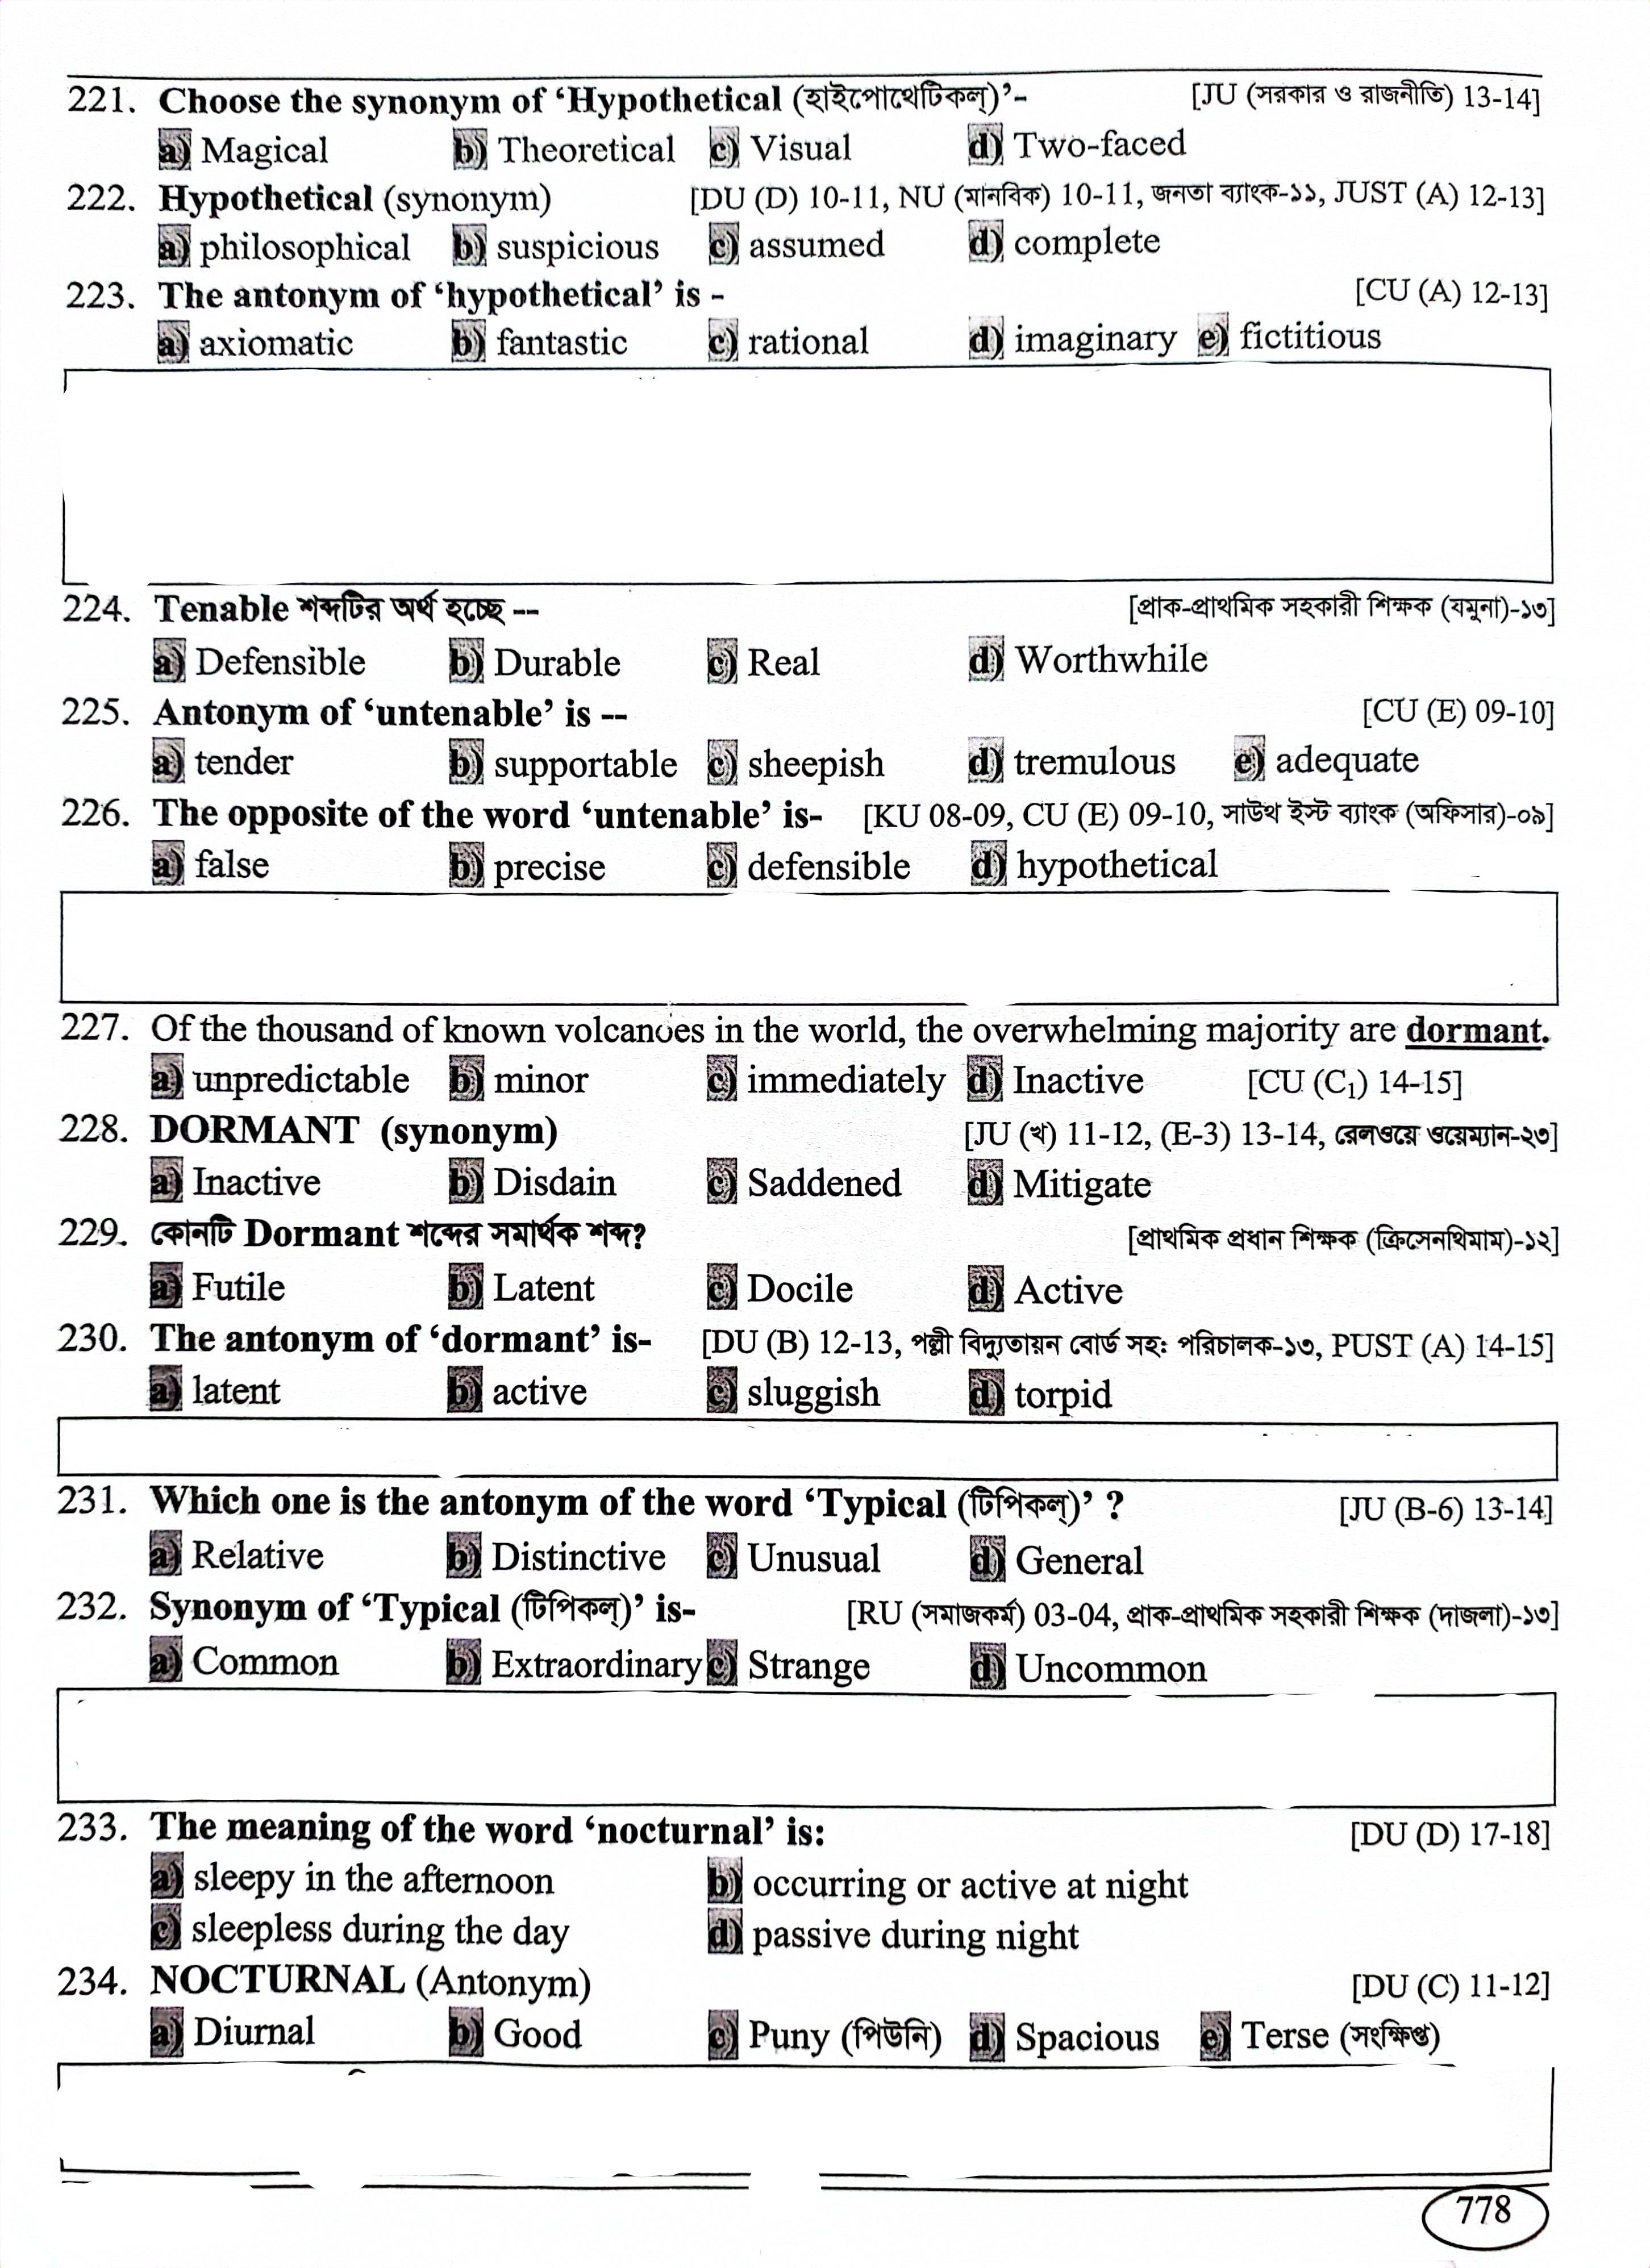 221. Choose the synonym of ‘Hypothetical (হাইপোথেটিকল্)’- [JU (সরকার ও রাজনীতি) 13-14]
a) Magical b) Theoretical c) Visual d) Two-faced
222. Hypothetical (synonym) [DU (D) 10-11, NU (মানবিক) 10-11, জনতা ব্যাংক-১১, JUST (A) 12-13]
a) philosophical b) suspicious c) assumed d) complete
223. The antonym of ‘hypothetical’ is - [CU (A) 12-13]
a) axiomatic b) fantastic c) rational d) imaginary e) fictitious
224. Tenable শব্দটির অর্থ হচ্ছে -- [প্রাক-প্রাথমিক সহকারী শিক্ষক (যমুনা)-১৩]
a) Defensible b) Durable c) Real d) Worthwhile
225. Antonym of ‘untenable’ is -- [CU (E) 09-10]
a) tender b) supportable c) sheepish d) tremulous e) adequate
226. The opposite of the word ‘untenable’ is- [KU 08-09, CU (E) 09-10, সাউথ ইস্ট ব্যাংক (অফিসার)-০৯]
a) false b) precise c) defensible d) hypothetical
227. Of the thousand of known volcanoes in the world, the overwhelming majority are dormant.
a) unpredictable b) minor c) immediately d) Inactive [CU (C₁) 14-15]
228. DORMANT (synonym) [JU (খ) 11-12, (E-3) 13-14, রেলওয়ে ওয়েম্যান-২৩]
a) Inactive b) Disdain c) Saddened d) Mitigate
229. কোনটি Dormant শব্দের সমার্থক শব্দ? [প্রাথমিক প্রধান শিক্ষক (ক্রিসেনথিমাম)-১২]
a) Futile b) Latent c) Docile d) Active
230. The antonym of ‘dormant’ is- [DU (B) 12-13, পল্লী বিদ্যুতায়ন বোর্ড সহঃ পরিচালক-১৩, PUST (A) 14-15]
a) latent b) active c) sluggish d) torpid
231. Which one is the antonym of the word ‘Typical (টিপিকল্)’ ? [JU (B-6) 13-14]
a) Relative b) Distinctive c) Unusual d) General
232. Synonym of ‘Typical (টিপিকল্)’ is- [RU (সমাজকর্ম) 03-04, প্রাক-প্রাথমিক সহকারী শিক্ষক (দাজলা)-১৩]
a) Common b) Extraordinary c) Strange d) Uncommon
233. The meaning of the word ‘nocturnal’ is: [DU (D) 17-18]
a) sleepy in the afternoon b) occurring or active at night
c) sleepless during the day d) passive during night
234. NOCTURNAL (Antonym) [DU (C) 11-12]
a) Diurnal b) Good c) Puny (পিউনি) d) Spacious e) Terse (সংক্ষিপ্ত)
778